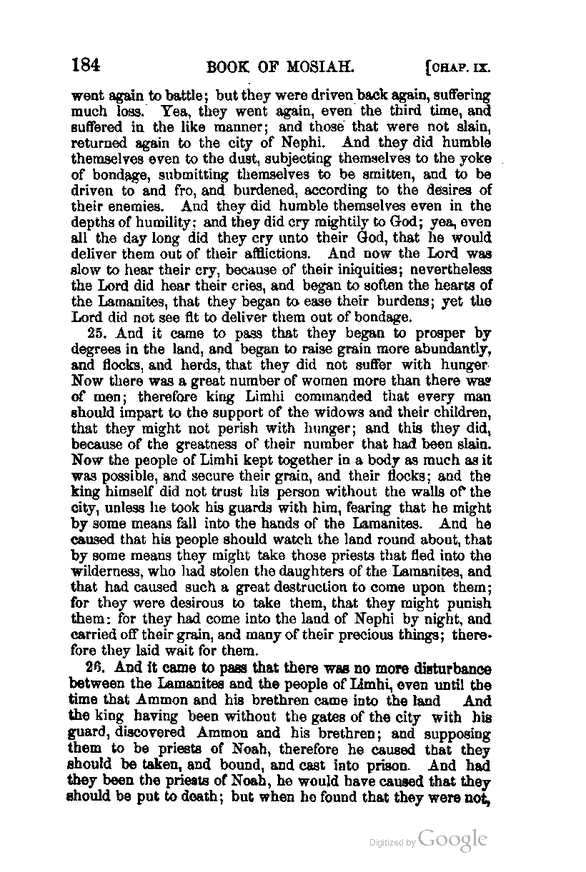 184 BOOK OF MOSIAH. [CHAP. IX.
went again to battle; but they were driven back again, suffering
much loss. Yea, they went again, even the third time, and
suffered in the like manner; and those that were not slain,
returned again to the city of Nephi. And they did humble
themselves even to the dust, subjecting themselves to the yoke
of bondage, submitting themselves to be smitten, and to be
driven to and fro, and burdened, according to the desires of
their enemies. And they did humble themselves even in the
depths of humility; and they did cry mightily to God; yea, even
all the day long did they cry unto their God, that he would
deliver them out of their afflictions. And now the Lord was
slow to hear their cry, because of their iniquities; nevertheless
the Lord did hear their cries, and began to soften the hearts of
the Lamanites, that they began to ease their burdens; yet the
Lord did not see fit to deliver them out of bondage.
25. And it came to pass that they began to prosper by
degrees in the land, and began to raise grain more abundantly,
and flocks, and herds, that they did not suffer with hunger
Now there was a great number of women more than there was
of men; therefore king Limhi commanded that every man
should impart to the support of the widows and their children,
that they might not perish with hunger; and this they did,
because of the greatness of their number that had been slain.
Now the people of Limhi kept together in a body as much as it
was possible, and secure their grain, and their flocks; and the
king himself did not trust his person without the walls of the
city, unless he took his guards with him, fearing that he might
by some means fall into the hands of the Lamanites. And he
caused that his people should watch the land round about, that
by some means they might take those priests that fled into the
wilderness, who had stolen the daughters of the Lamanites, and
that had caused such a great destruction to come upon them;
for they were desirous to take them, that they might punish
them: for they had come into the land of Nephi by night, and
carried off their grain, and many of their precious things; there-
fore they laid wait for them.
26. And it came to pass that there was no more disturbance
between the Lamanites and the people of Limhi, even until the
time that Ammon and his brethren came into the land And
the king having been without the gates of the city with his
guard, discovered Ammon and his brethren; and supposing
them to be priests of Noah, therefore he caused that they
should be taken, and bound, and cast into prison. And had
they been the priests of Noah, he would have caused that they
should be put to death; but when he found that they were not,
Digitized by Google